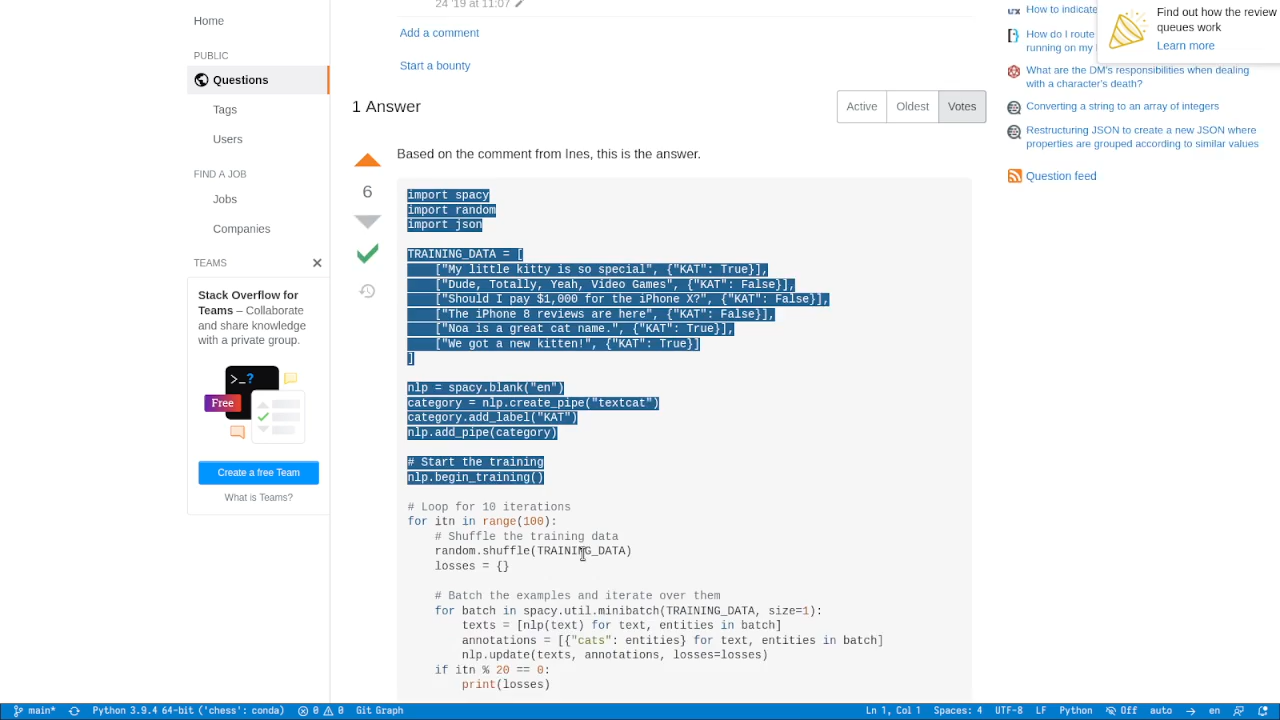 24 '19 at 11:07
Add a comment
Start a bounty
1 Answer
Active
Oldest
Votes
6
Based on the comment from Ines, this is the answer.
import spacy
import random
import json
TRAINING_DATA = [
    ["My little kitty is so special", {"KAT": True}],
    ["Dude, Totally, Yeah, Video Games", {"KAT": False}],
    ["Should I pay $1,000 for the iPhone X?", {"KAT": False}],
    ["The iPhone 8 reviews are here", {"KAT": False}],
    ["Noa is a great cat name.", {"KAT": True}],
    ["We got a new kitten!", {"KAT": True}]
]
nlp = spacy.blank("en")
category = nlp.create_pipe("textcat")
category.add_label("KAT")
nlp.add_pipe(category)
# Start the training
nlp.begin_training()
# Loop for 10 iterations
for itn in range(100):
    # Shuffle the training data
    random.shuffle(TRAINING_DATA)
    losses = {}
    # Batch the examples and iterate over them
    for batch in spacy.util.minibatch(TRAINING_DATA, size=1):
        texts = [nlp(text) for text, entities in batch]
        annotations = [{"cats": entities} for text, entities in batch]
        nlp.update(texts, annotations, losses=losses)
    if itn % 20 == 0:
        print(losses)
Home
PUBLIC
Questions
Tags
Users
FIND A JOB
Jobs
Companies
TEAMS
Stack Overflow for
Teams – Collaborate
and share knowledge
with a private group.
>_?
Free
Create a free Team
What is Teams?
How to indicate
How do I route
running on my
What are the DM's responsibilities when dealing
with a character's death?
Converting a string to an array of integers
Restructuring JSON to create a new JSON where
properties are grouped according to similar values
Question feed
Find out how the review
queues work
Learn more
main*
Python 3.9.4 64-bit ('chess': conda)
0
0
Git Graph
Ln 1, Col 1
Spaces: 4
UTF-8
LF
Python
Off
auto
en